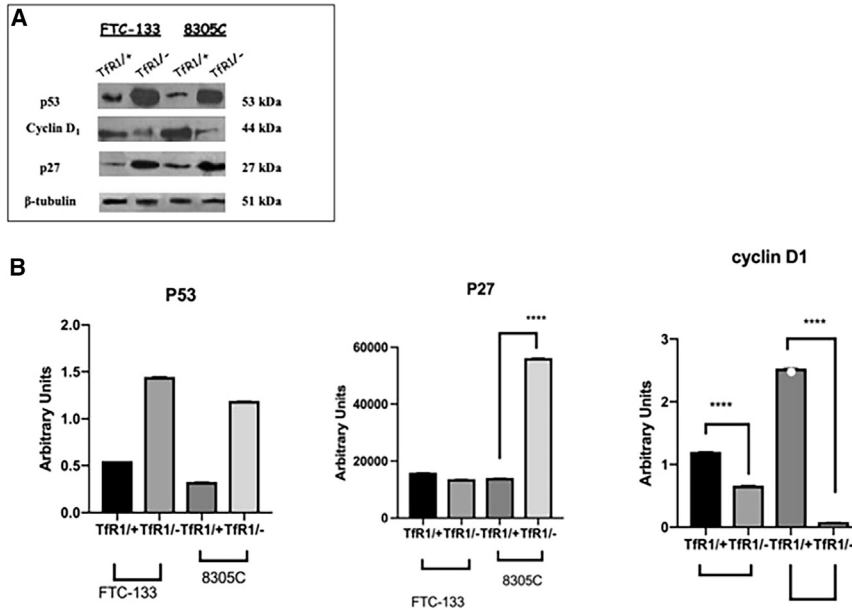 A
FTC-133 8305C
TfR1/+ TfR1/- TfR1/+ TfR1/-
p53 53 kDa
Cyclin D1 44 kDa
p27 27 kDa
β-tubulin 51 kDa
B
P53
Arbitrary Units
2.0
1.5
1.0
0.5
0.0
TfR1/+ TfR1/- TfR1/+ TfR1/-
FTC-133
8305C
P27
Arbitrary Units
60000
40000
20000
0
****
TfR1/+ TfR1/- TfR1/+ TfR1/-
FTC-133
8305C
cyclin D1
Arbitrary Units
3
2
1
0
****
****
TfR1/+ TfR1/- TfR1/+ TfR1/-